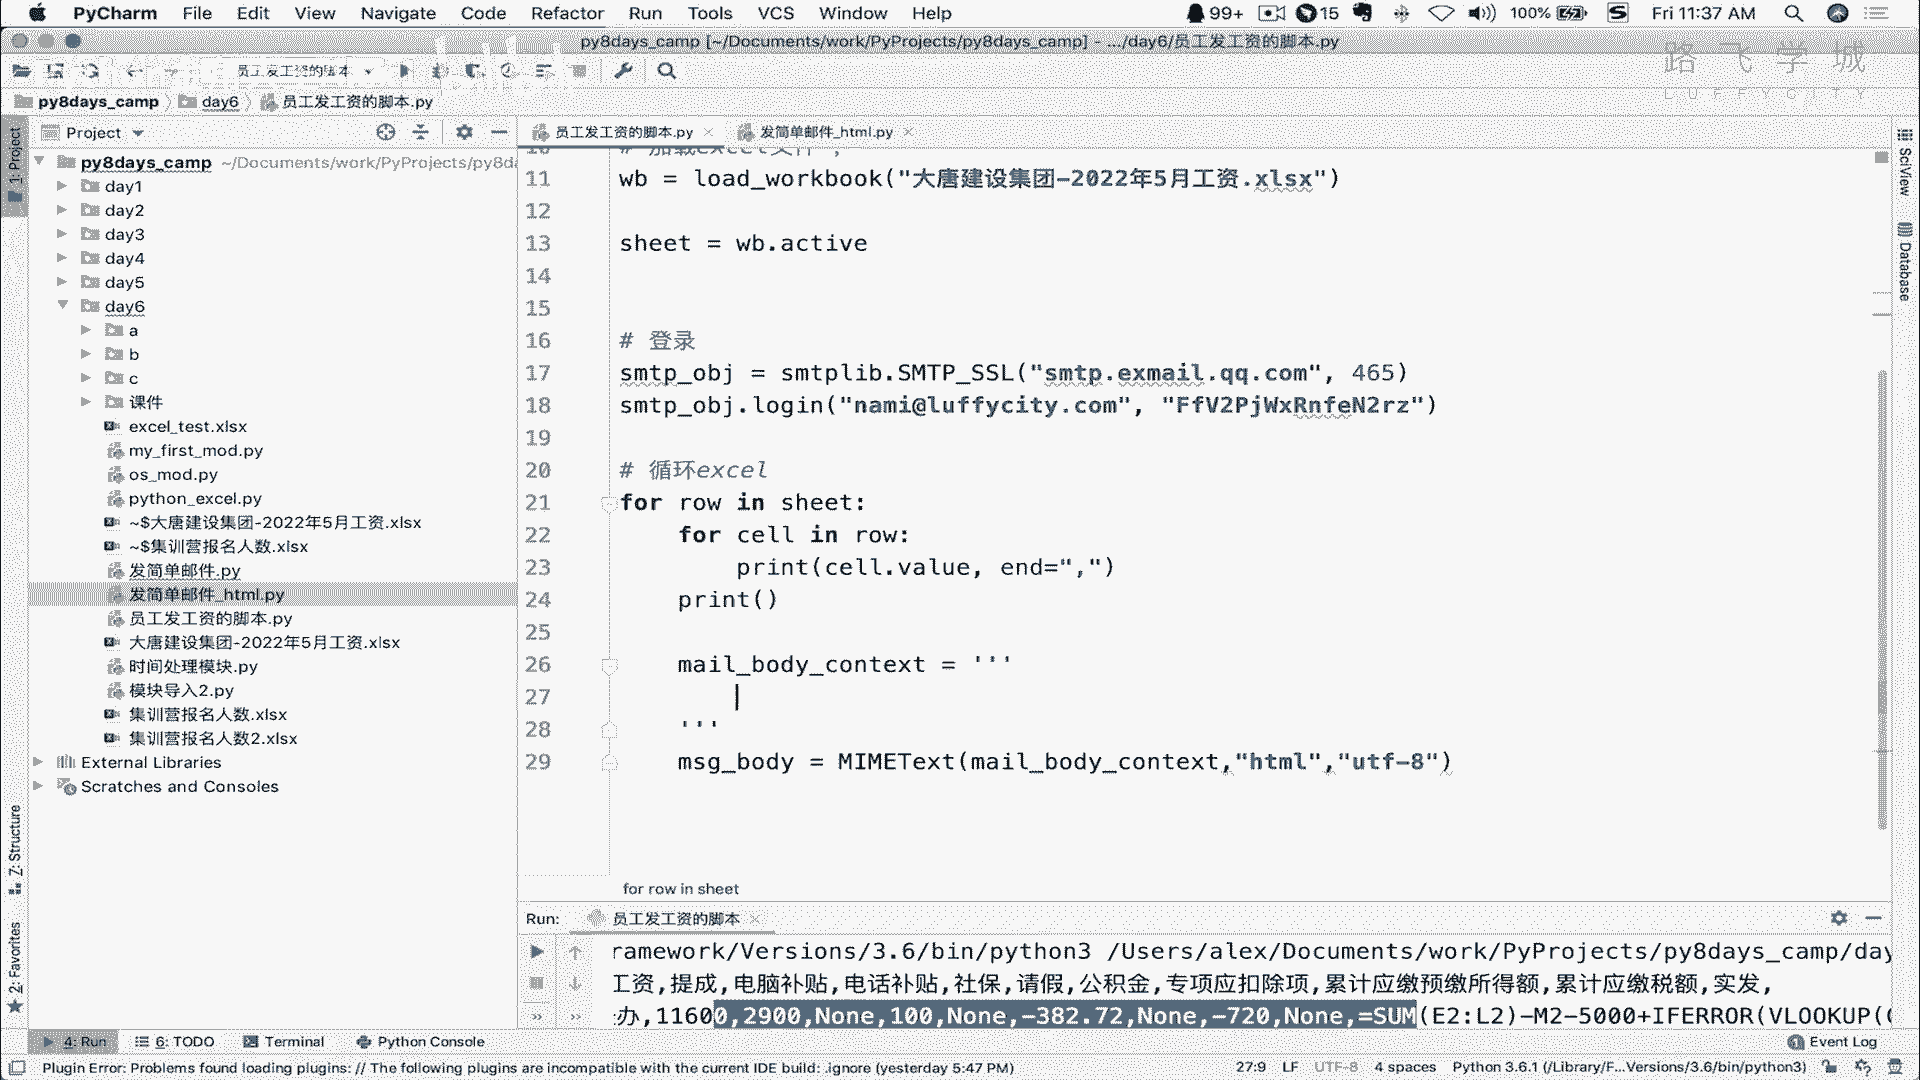 PyCharm File Edit View Navigate Code Refactor Run Tools VCS Window Help 99+ 15 100% Fri 11:37 AM
py8days_camp [~/Documents/work/PyProjects/py8days_camp] - .../day6/员工发工资的脚本.py
路飞学城
LUFFYCITY
员工发工资的脚本
py8days_camp day6 员工发工资的脚本.py
1: Project
Project
员工发工资的脚本.py
发简单邮件_html.py
SciView
Database
py8days_camp ~/Documents/work/PyProjects/py8da
day1
day2
day3
day4
day5
day6
a
b
c
课件
excel_test.xlsx
my_first_mod.py
os_mod.py
python_excel.py
~$大唐建设集团-2022年5月工资.xlsx
~$集训营报名人数.xlsx
发简单邮件.py
发简单邮件_html.py
员工发工资的脚本.py
大唐建设集团-2022年5月工资.xlsx
时间处理模块.py
模块导入2.py
集训营报名人数.xlsx
集训营报名人数2.xlsx
External Libraries
Scratches and Consoles
10 # 加载excel文件 ,
11 wb = load_workbook("大唐建设集团-2022年5月工资.xlsx")
12
13 sheet = wb.active
14
15
16 # 登录
17 smtp_obj = smtplib.SMTP_SSL("smtp.exmail.qq.com", 465)
18 smtp_obj.login("nami@luffycity.com", "FfV2PjWxRnfeN2rz")
19
20 # 循环excel
21 for row in sheet:
22 for cell in row:
23 print(cell.value, end=",")
24 print()
25
26 mail_body_context = '''
27
28 '''
29 msg_body = MIMEText(mail_body_context,"html","utf-8")
for row in sheet
Z: Structure
2: Favorites
Run: 员工发工资的脚本
ramework/Versions/3.6/bin/python3 /Users/alex/Documents/work/PyProjects/py8days_camp/day
工资,提成,电脑补贴,电话补贴,社保,请假,公积金,专项应扣除项,累计应缴预缴所得额,累计应缴税额,实发,
办,11600,2900,None,100,None,-382.72,None,-720,None,=SUM(E2:L2)-M2-5000+IFERROR(VLOOKUP(
4: Run 6: TODO Terminal Python Console Event Log
Plugin Error: Problems found loading plugins: // The following plugins are incompatible with the current IDE build: .ignore (yesterday 5:47 PM) 27:9 LF UTF-8 4 spaces Python 3.6.1 (/Library/F...Versions/3.6/bin/python3)